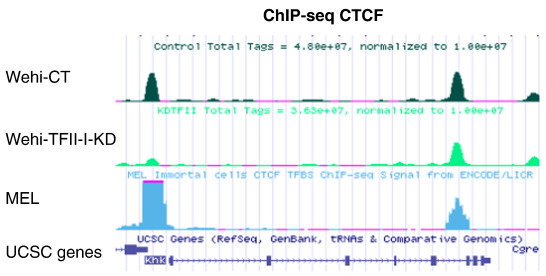 ChIP-seq CTCF
Control Total Tags = 4.80e+07, normalized to 1.00e+07
Wehi-CT
KDTFII Total Tags = 3.63e+07, normalized to 1.00e+07
Wehi-TFII-I-KD
MEL Immortal cells CTCF TFBS ChIP-seq Signal from ENCODE/LICR
MEL
UCSC Genes (RefSeq, GenBank, tRNAs & Comparative Genomics)
UCSC genes
Cgre
Khk